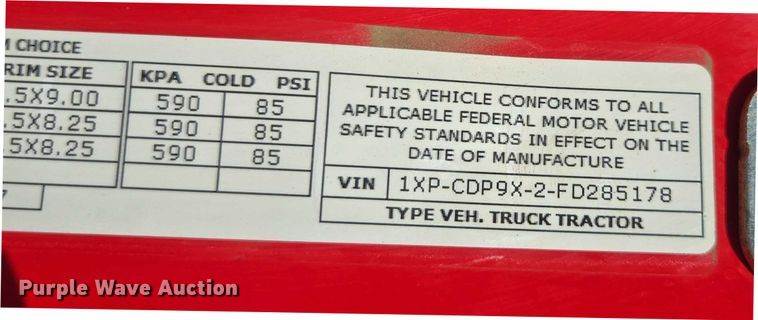 M CHOICE
RIM SIZE
KPA COLD PSI
.5X9.00 590 85
.5X8.25 590 85
.5X8.25 590 85
7
THIS VEHICLE CONFORMS TO ALL
APPLICABLE FEDERAL MOTOR VEHICLE
SAFETY STANDARDS IN EFFECT ON THE
DATE OF MANUFACTURE
VIN 1XP-CDP9X-2-FD285178
TYPE VEH. TRUCK TRACTOR
Purple Wave Auction